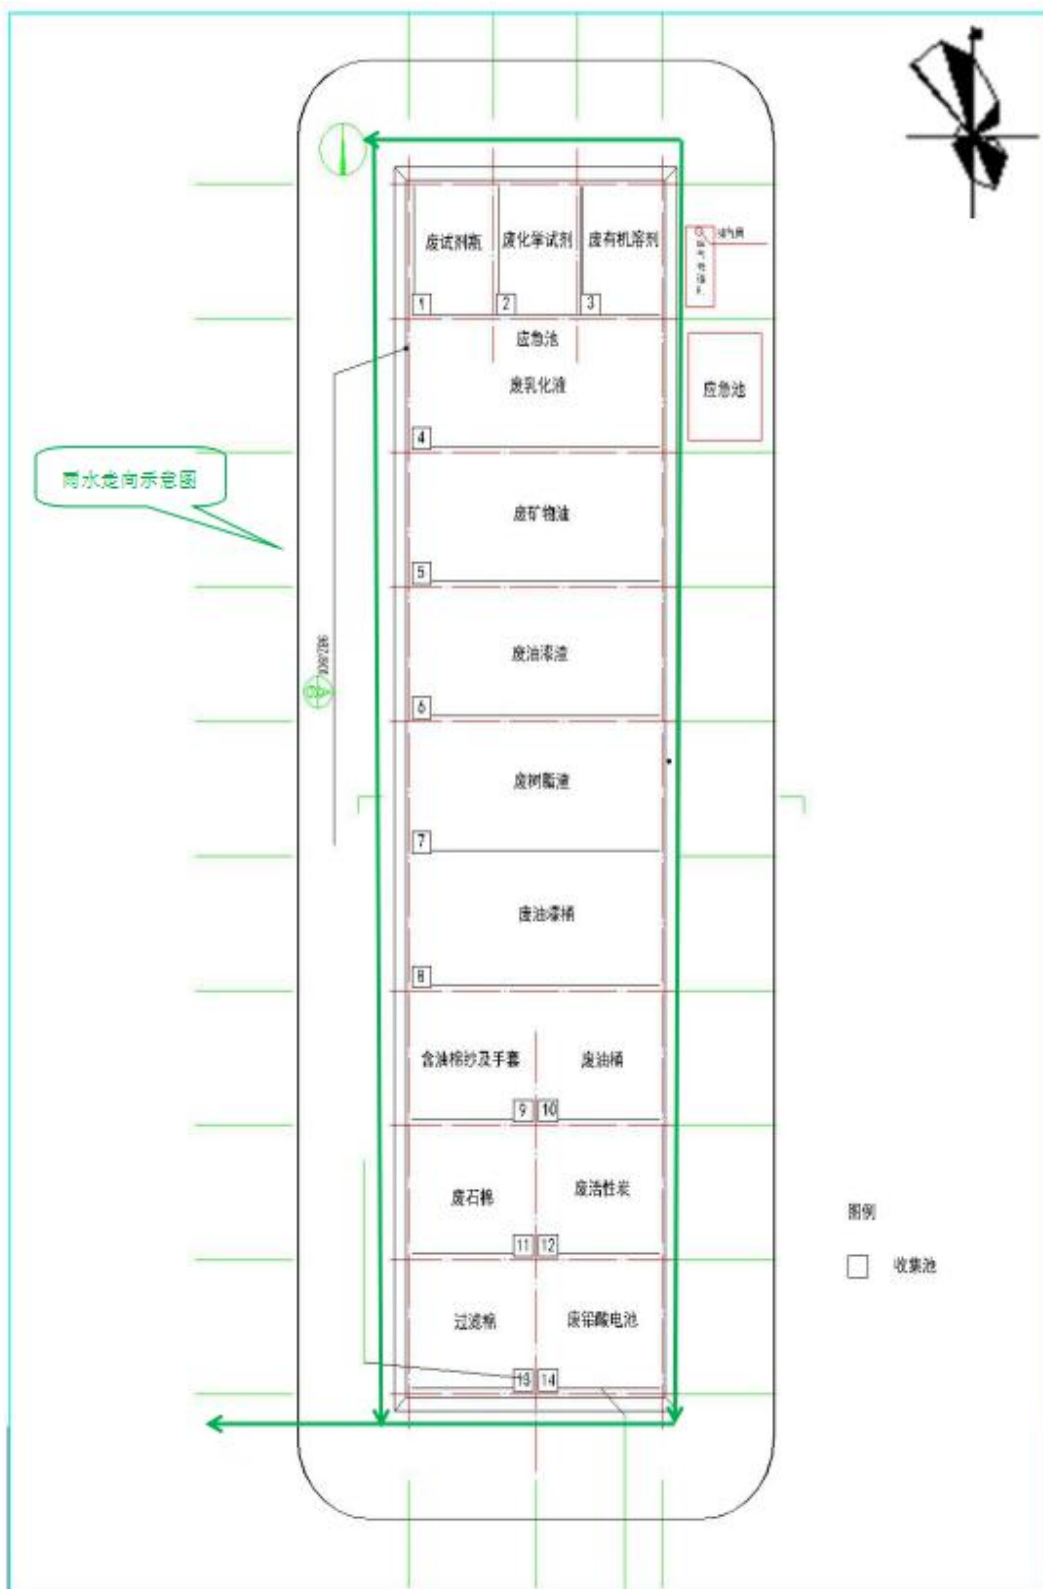 废试剂瓶
废化学试剂
废有机溶剂
1
2
3
应急池
废乳化液
应急池
4
雨水走向示意图
废矿物油
5
废油漆渣
6
废树脂渣
7
废油漆桶
8
含油棉纱及手套
废油桶
9
10
废石棉
废活性炭
11
12
图例
收集池
过滤棉
废铅酸电池
13
14